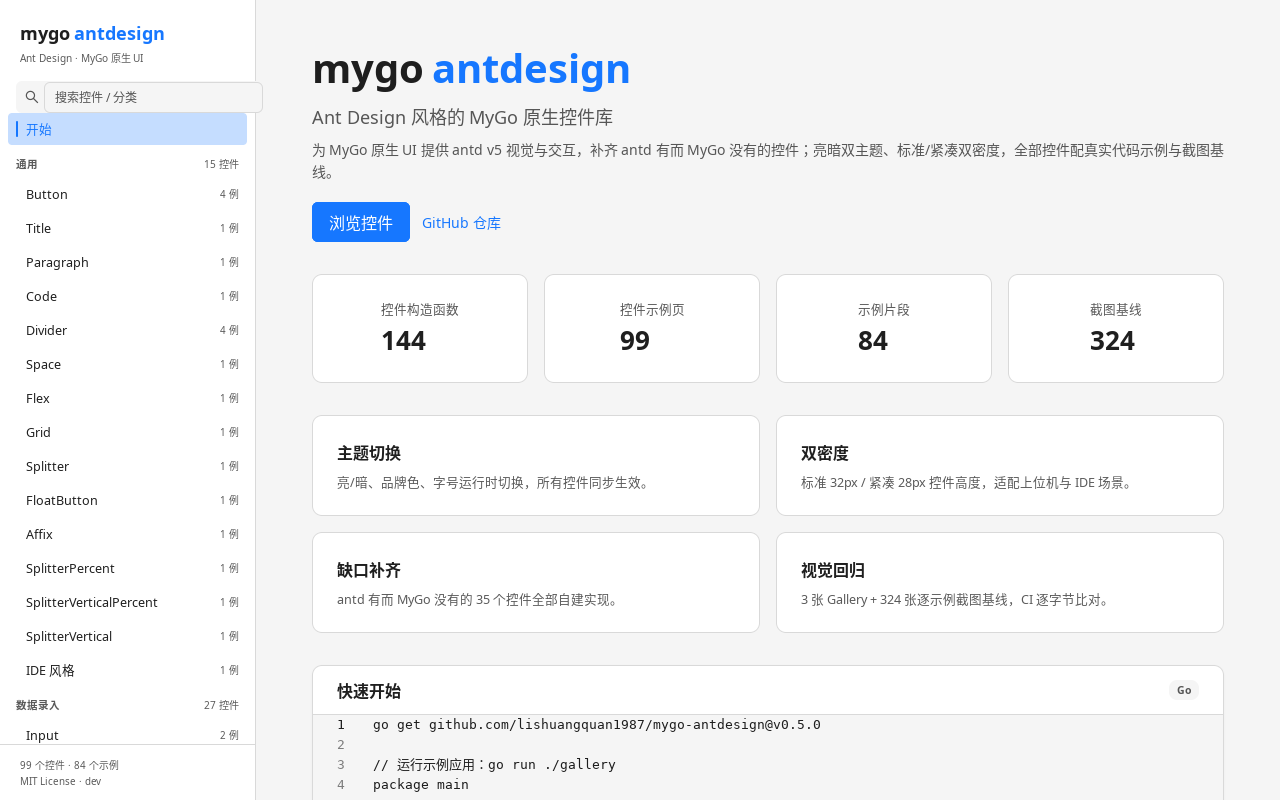 mygo antdesign
Ant Design · MyGo 原生 UI
搜索控件 / 分类
开始
通用 15 控件
Button 4 例
Title 1 例
Paragraph 1 例
Code 1 例
Divider 4 例
Space 1 例
Flex 1 例
Grid 1 例
Splitter 1 例
FloatButton 1 例
Affix 1 例
SplitterPercent 1 例
SplitterVerticalPercent 1 例
SplitterVertical 1 例
IDE 风格 1 例
数据录入 27 控件
Input 2 例
99 个控件 · 84 个示例
MIT License · dev
mygo antdesign
Ant Design 风格的 MyGo 原生控件库
为 MyGo 原生 UI 提供 antd v5 视觉与交互，补齐 antd 有而 MyGo 没有的控件；亮暗双主题、标准/紧凑双密度，全部控件配真实代码示例与截图基
线。
浏览控件 GitHub 仓库
控件构造函数 控件示例页 示例片段 截图基线
144 99 84 324
主题切换
亮/暗、品牌色、字号运行时切换，所有控件同步生效。
双密度
标准 32px / 紧凑 28px 控件高度，适配上位机与 IDE 场景。
缺口补齐
antd 有而 MyGo 没有的 35 个控件全部自建实现。
视觉回归
3 张 Gallery + 324 张逐示例截图基线，CI 逐字节比对。
快速开始 Go
1 go get github.com/lishuangquan1987/mygo-antdesign@v0.5.0
2
3 // 运行示例应用：go run ./gallery
4 package main